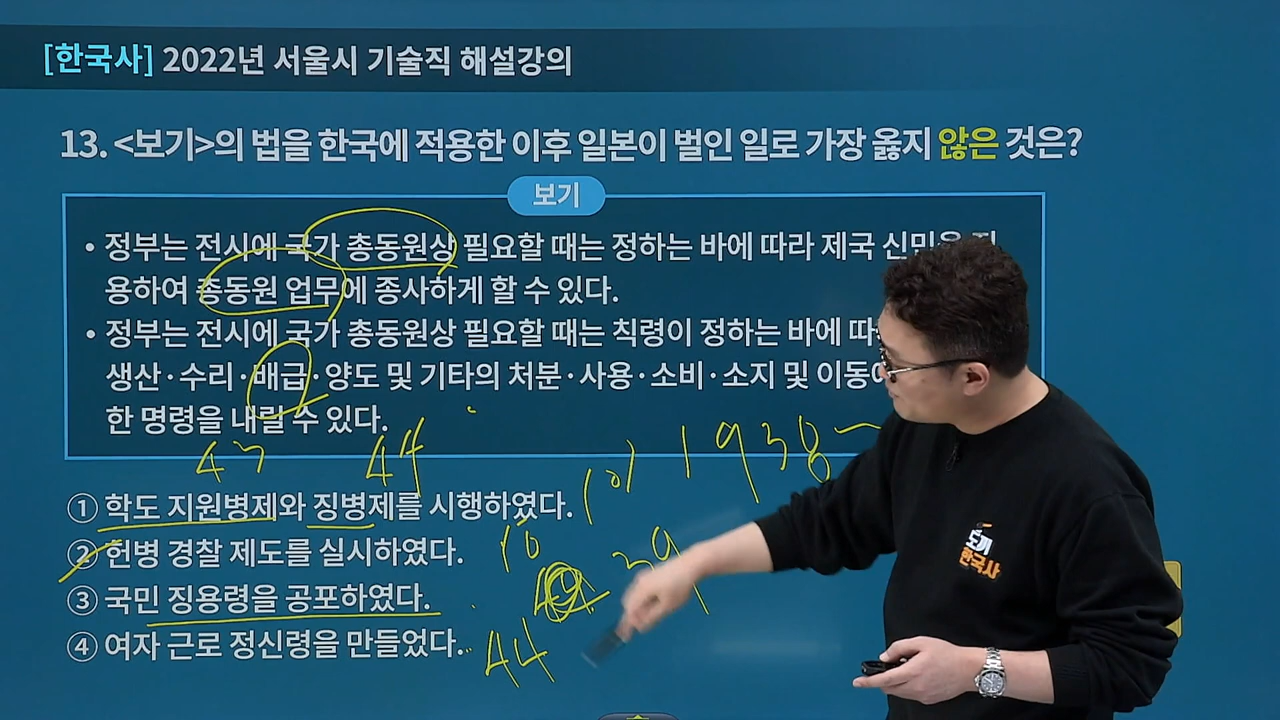 [한국사] 2022년 서울시 기술직 해설강의
13. <보기>의 법을 한국에 적용한 이후 일본이 벌인 일로 가장 옳지 않은 것은?
보기
• 정부는 전시에 국가 총동원상 필요할 때는 정하는 바에 따라 제국 신민을
용하여 총동원 업무에 종사하게 할 수 있다.
• 정부는 전시에 국가 총동원상 필요할 때는 칙령이 정하는 바에
생산·수리·배급·양도 및 기타의 처분·사용·소비·소지 및
한 명령을 내릴 수 있다.
43 44 1938~
① 학도 지원병제와 징병제를 시행하였다.
② 헌병 경찰 제도를 실시하였다. 10
③ 국민 징용령을 공포하였다. 39
④ 여자 근로 정신령을 만들었다. 44
도끼
한국사